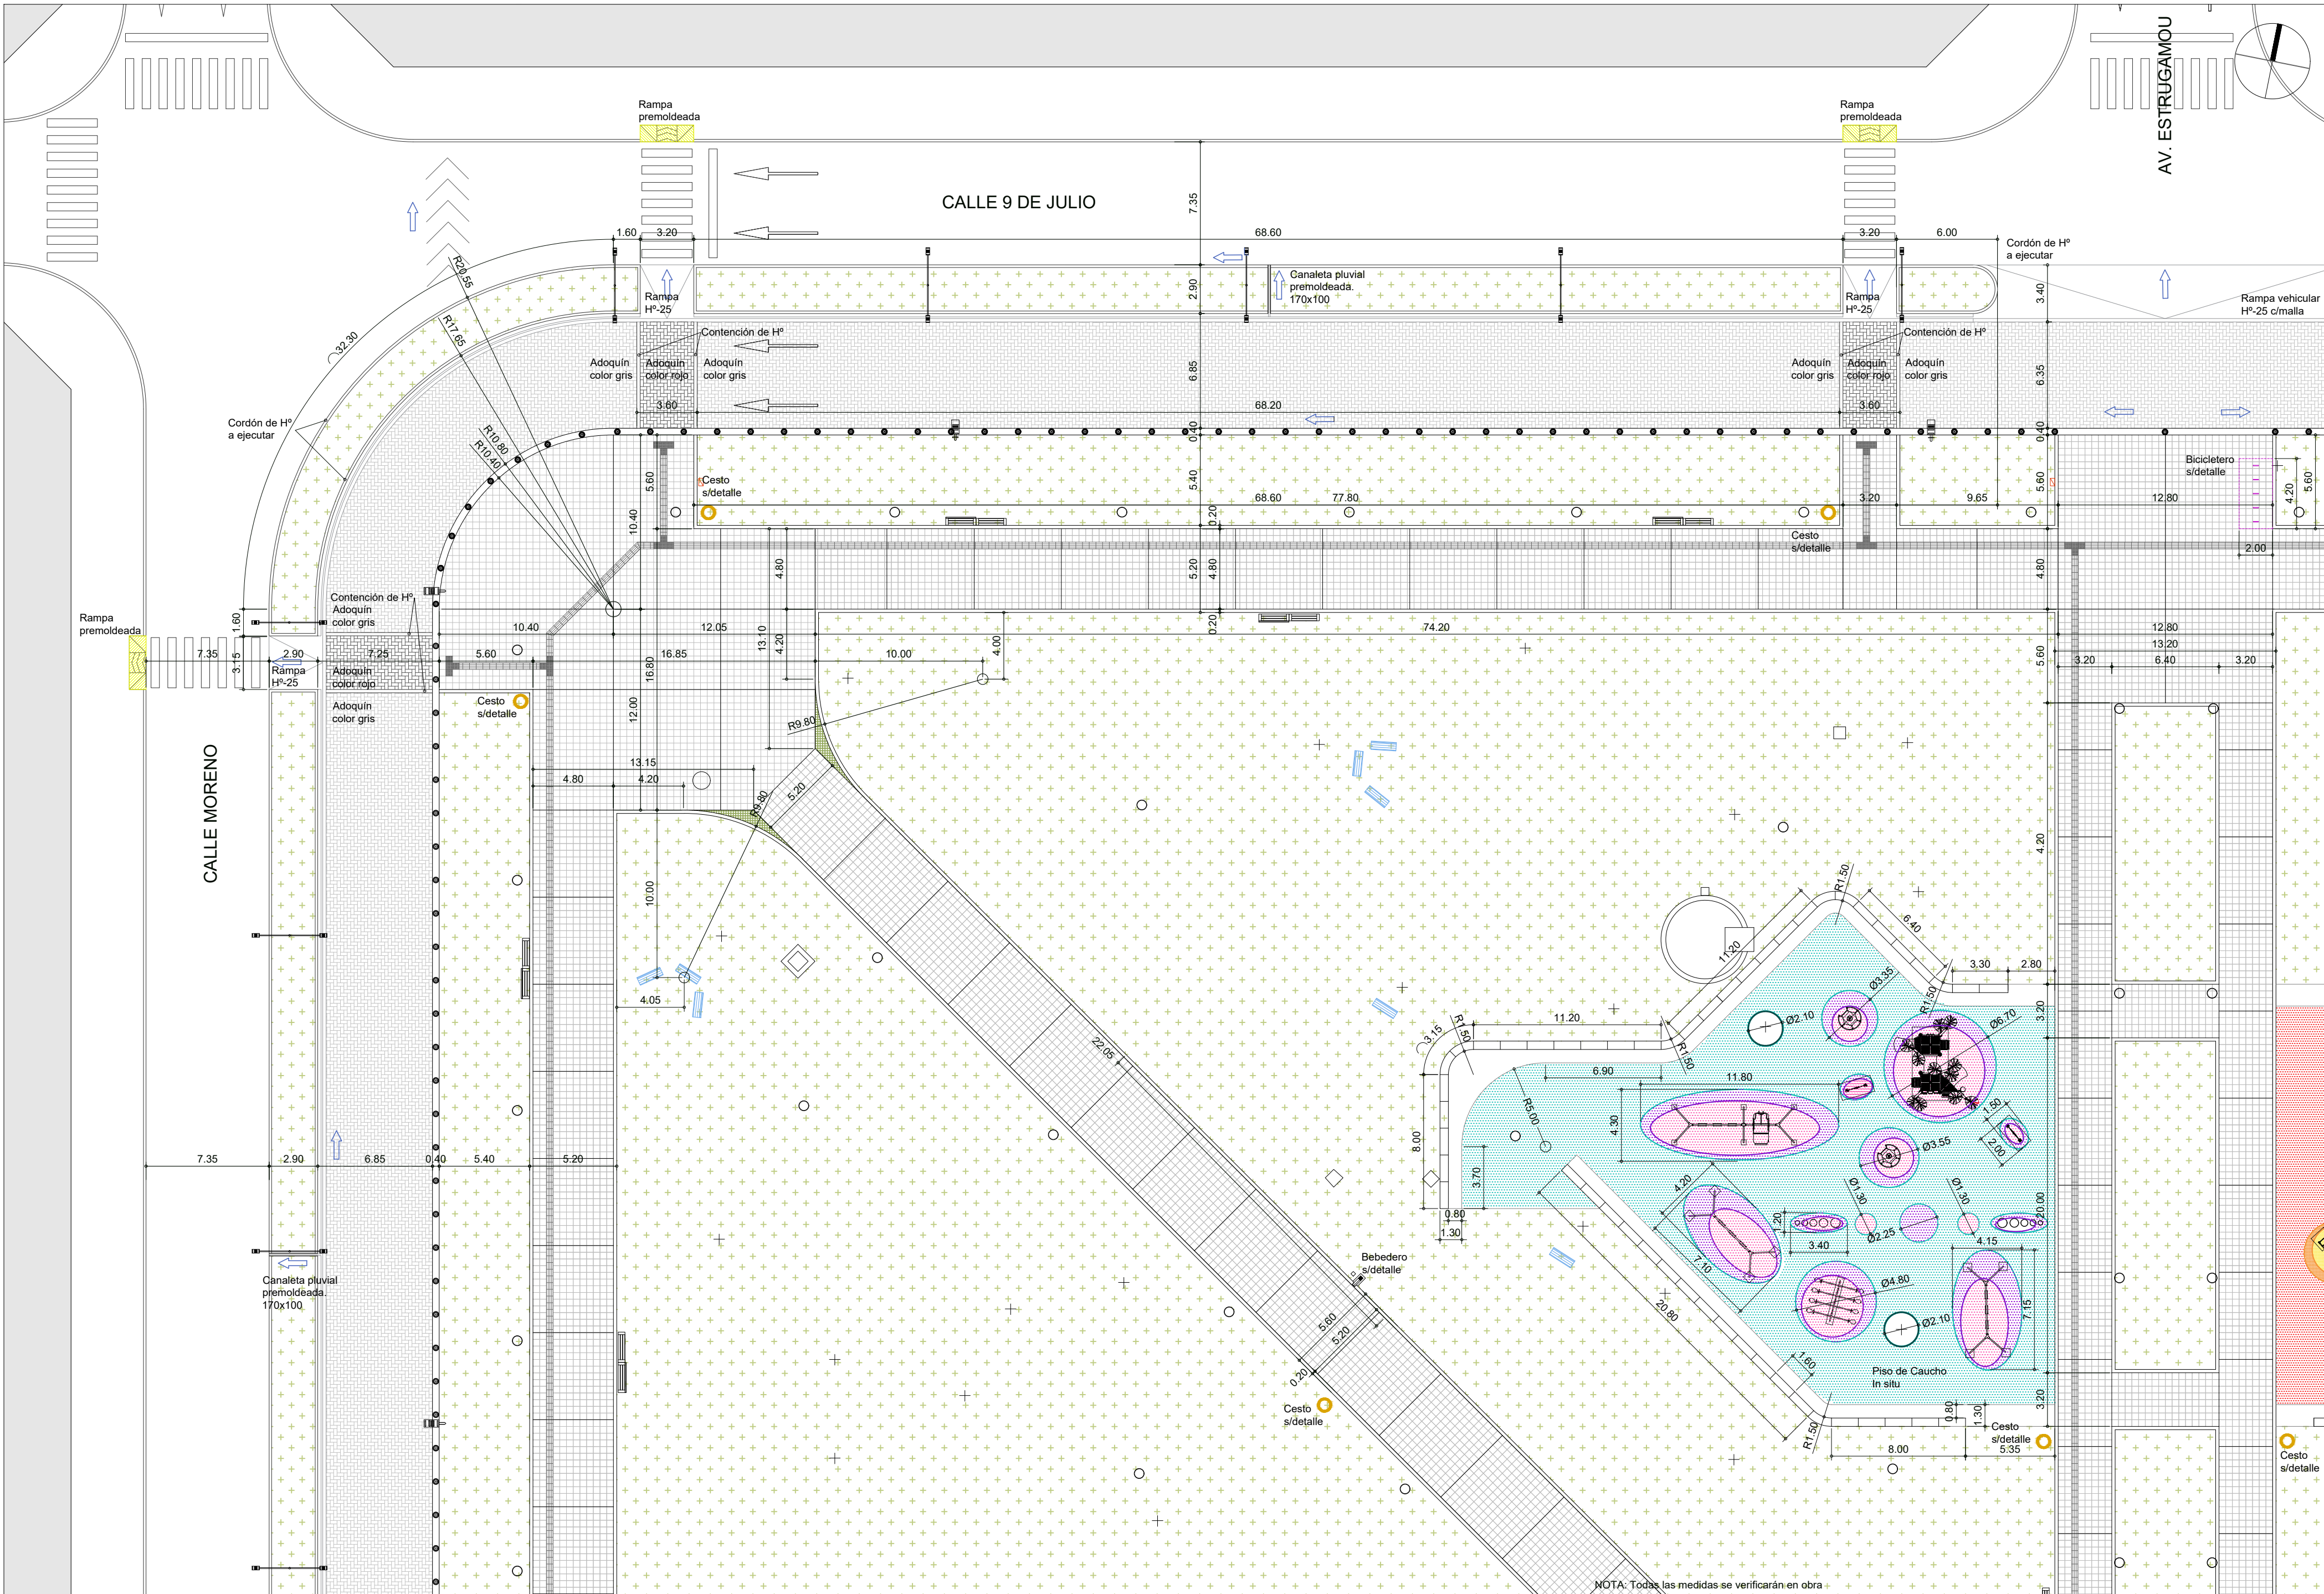 AV. ESTRUGAMOU
Rampa
premoldeada
Rampa
premoldeada
CALLE 9 DE JULIO
7.35
1.60
3.20
68.60
3.20
6.00
Cordón de Hº
a ejecutar
R20.55
Rampa
Hº-25
2.90
Canaleta pluvial
premoldeada.
170x100
Rampa
Hº-25
3.40
Rampa vehicular
Hº-25 c/malla
R17.65
32.30
Contención de Hº
Contención de Hº
Adoquín
color gris
Adoquín
color rojo
Adoquín
color gris
6.85
Adoquín
color gris
Adoquín
color rojo
Adoquín
color gris
6.35
3.60
68.20
3.60
Cordón de Hº
a ejecutar
R10.80
R10.40
0.40
0.40
5.60
Cesto
s/detalle
5.40
68.60
77.80
3.20
9.65
5.60
12.80
Bicicletero
s/detalle
4.20
5.60
10.40
0.20
Cesto
s/detalle
2.00
4.80
5.20
4.80
4.80
Contención de Hº
Adoquín
color gris
Rampa
premoldeada
1.60
0.20
10.40
12.05
13.10
4.20
4.00
74.20
12.80
13.20
7.35
3.15
2.90
7.25
5.60
16.80
16.85
10.00
5.60
3.20
6.40
3.20
Rampa
Hº-25
Adoquín
color rojo
Adoquín
color gris
Cesto
s/detalle
12.00
R9.80
CALLE MORENO
13.15
4.80
4.20
R9.80
5.20
4.20
10.00
R1.50
6.40
11.20
3.30
2.80
4.05
Ø3.35
R1.50
3.20
Ø2.10
Ø6.70
11.20
3.15
R1.50
R1.50
22.05
6.90
11.80
R5.00
4.30
1.50
2.00
8.00
Ø3.55
7.35
2.90
6.85
0.40
5.40
5.20
3.70
4.20
Ø1.30
Ø1.30
20.00
0.80
1.30
1.20
Ø2.25
3.40
4.15
7.10
Bebedero
s/detalle
Canaleta pluvial
premoldeada.
170x100
Ø4.80
7.15
20.80
Ø2.10
5.60
5.20
0.20
1.60
Piso de Caucho
In situ
3.20
Cesto
s/detalle
0.80
1.30
R1.50
Cesto
s/detalle
8.00
5.35
Cesto
s/detalle
NOTA: Todas las medidas se verificarán en obra